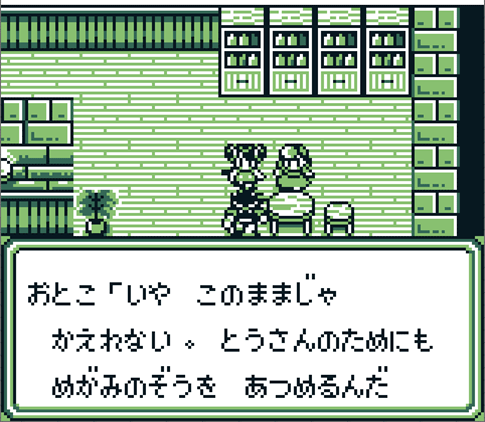 おとこ「いや　このままじゃ
かえれない。とうさんのためにも
めがみのぞうを　あつめるんだ